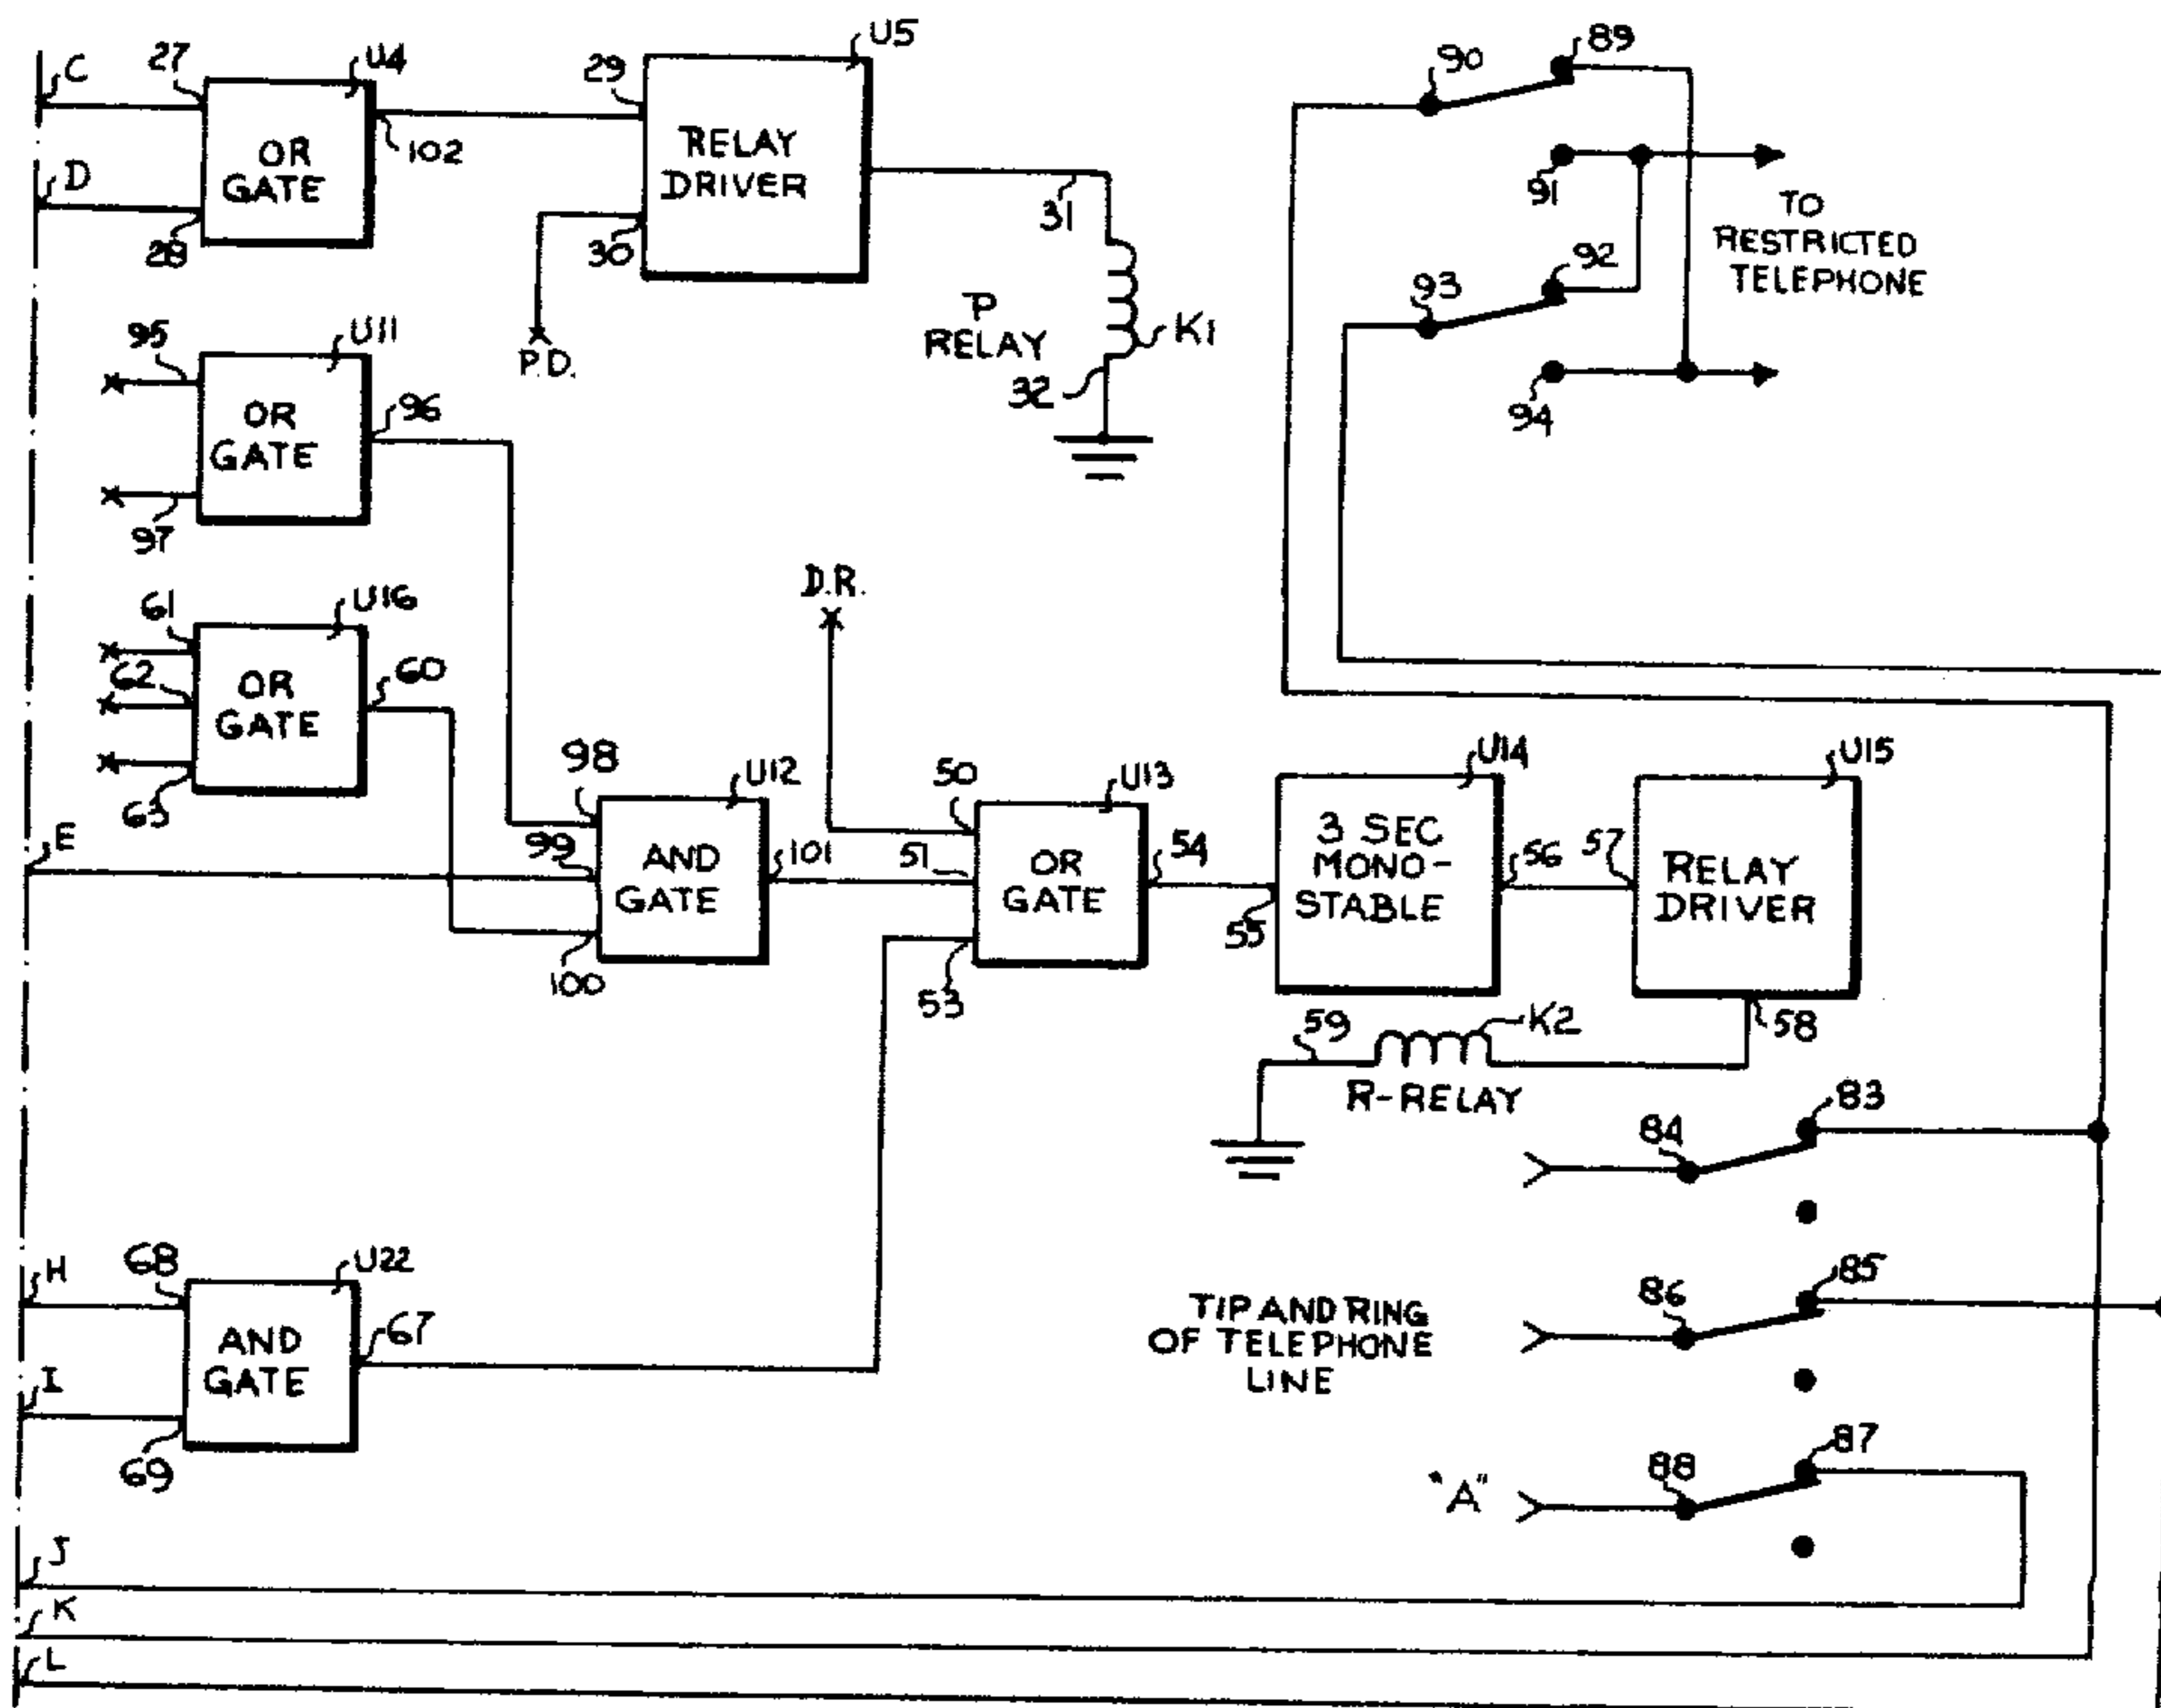 C
27
U4
OR
GATE
102
D
28
29
U5
RELAY
DRIVER
30
P.D.
31
P
RELAY
K1
32
90
89
91
TO
RESTRICTED
TELEPHONE
92
93
94
95
U11
OR
GATE
96
97
61
U16
62
OR
GATE
60
63
D.R.
E
98
99
U12
AND
GATE
101
100
50
51
U13
OR
GATE
54
53
U14
3 SEC
MONO-
STABLE
55
56
57
U15
RELAY
DRIVER
58
59
K2
R-RELAY
83
84
85
86
TIP AND RING
OF TELEPHONE
LINE
87
88
"A"
H
68
U22
AND
GATE
67
I
69
J
K
L